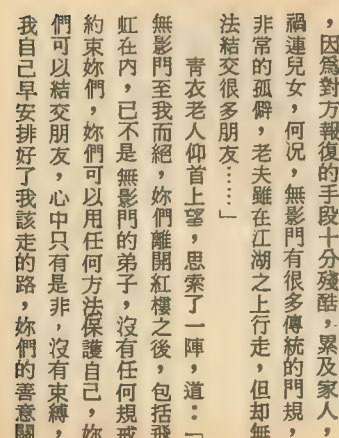 ，因為對方報復的手段十分殘酷，累及家人，
禍連兒女，何況，無影門有很多傳統的門規，
非常的孤僻，老夫雖在江湖之上行走，但却無
法結交很多朋友……」
青衣老人仰首上望，思索了一陣，道：「
無影門至我而絕，妳們離開紅樓之後，包括飛
虹在內，已不是無影門的弟子，沒有任何規戒
約束妳們，妳們可以用任何方法保護自己，妳
們可以結交朋友，心中只有是非，沒有束縛，
我自己早安排好了我該走的路，妳們的善意關